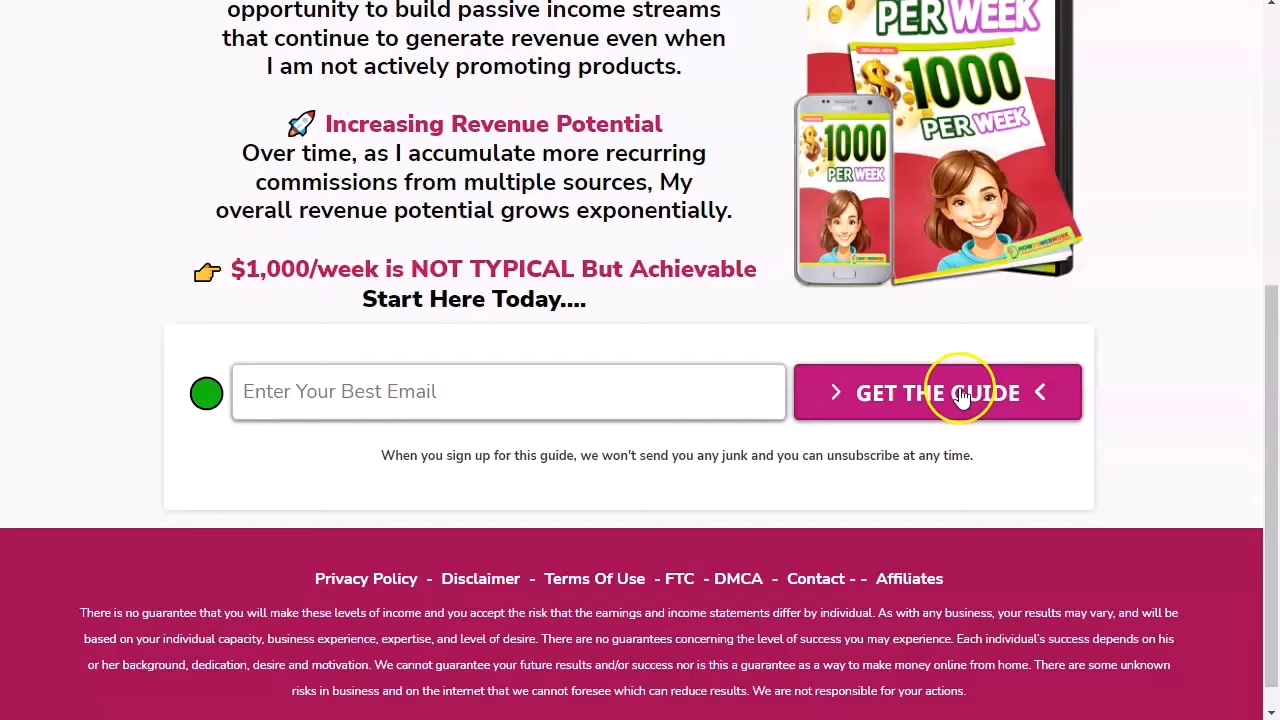 opportunity to build passive income streams
that continue to generate revenue even when
I am not actively promoting products.
🚀 Increasing Revenue Potential
Over time, as I accumulate more recurring
commissions from multiple sources, My
overall revenue potential grows exponentially.
👉 $1,000/week is NOT TYPICAL But Achievable
Start Here Today....
PER WEEK
BRAND NEW
$1000
PER WEEK
$1000
PER WEEK
HOWTOWEBWORK
Enter Your Best Email
GET THE GUIDE
When you sign up for this guide, we won't send you any junk and you can unsubscribe at any time.
Privacy Policy - Disclaimer - Terms Of Use - FTC - DMCA - Contact - - Affiliates
There is no guarantee that you will make these levels of income and you accept the risk that the earnings and income statements differ by individual. As with any business, your results may vary, and will be
based on your individual capacity, business experience, expertise, and level of desire. There are no guarantees concerning the level of success you may experience. Each individual's success depends on his
or her background, dedication, desire and motivation. We cannot guarantee your future results and/or success nor is this a guarantee as a way to make money online from home. There are some unknown
risks in business and on the internet that we cannot foresee which can reduce results. We are not responsible for your actions.